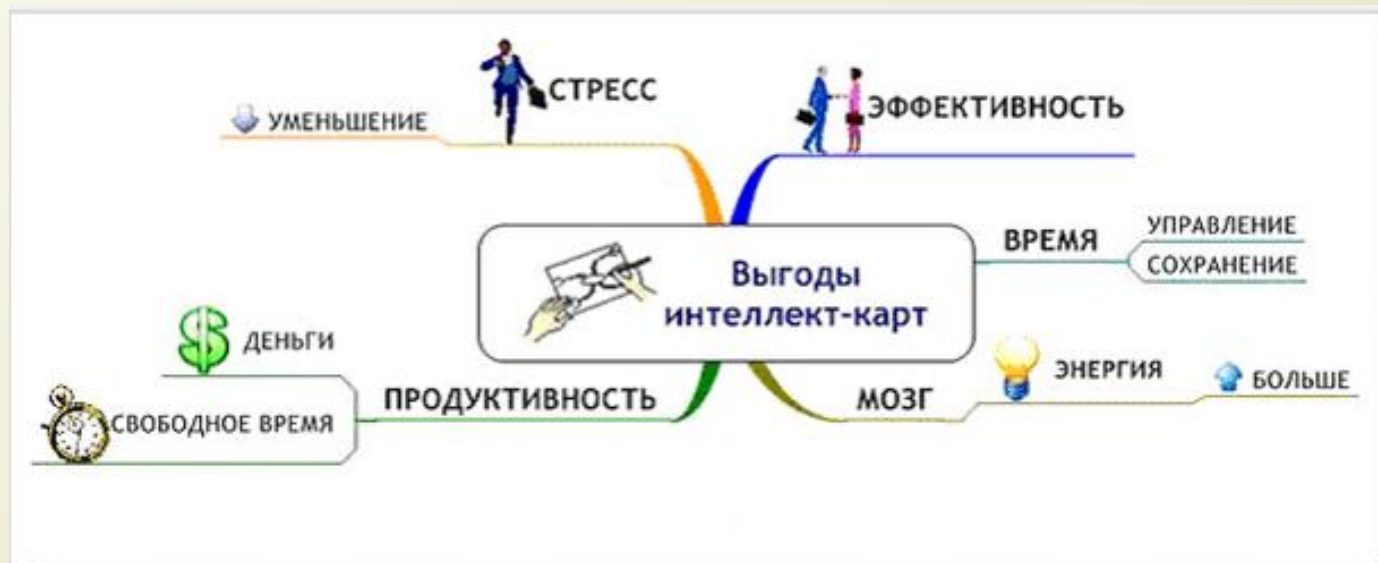 СТРЕСС
УМЕНЬШЕНИЕ
ЭФФЕКТИВНОСТЬ
ВРЕМЯ
УПРАВЛЕНИЕ
СОХРАНЕНИЕ
Выгоды
интеллект-карт
ДЕНЬГИ
СВОБОДНОЕ ВРЕМЯ
ПРОДУКТИВНОСТЬ
МОЗГ
ЭНЕРГИЯ
БОЛЬШЕ